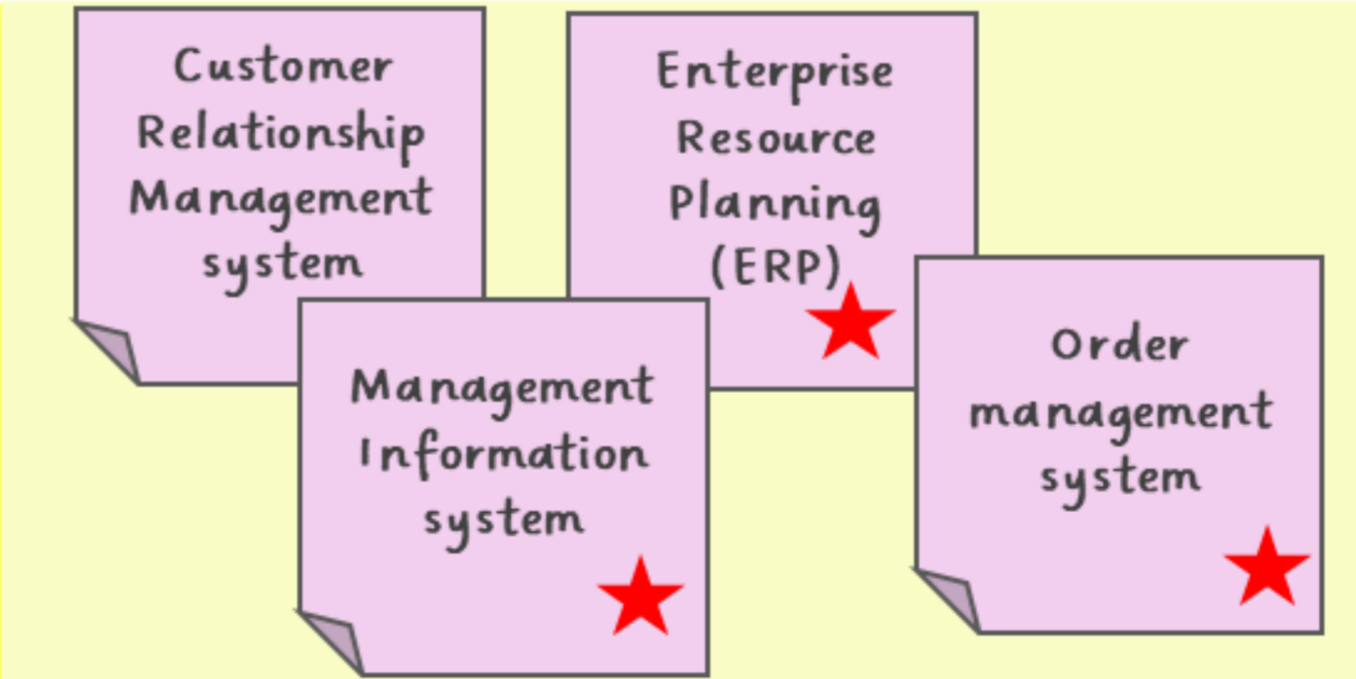 Customer
Relationship
Management
system
Enterprise
Resource
Planning
(ERP)
Management
Information
system
Order
management
system